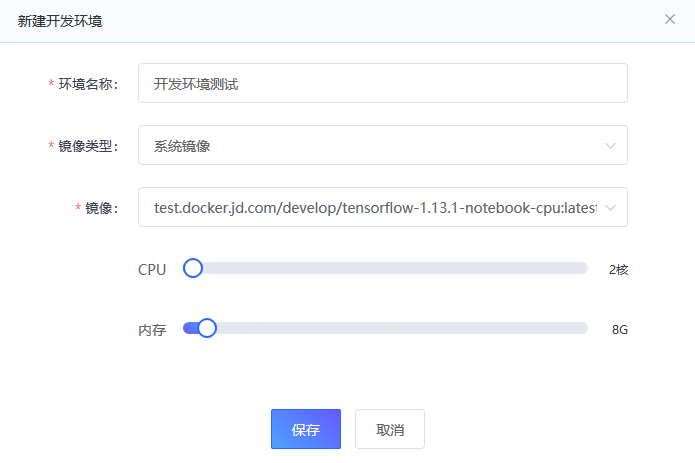 新建开发环境
* 环境名称： 开发环境测试
* 镜像类型： 系统镜像
* 镜像： test.docker.jd.com/develop/tensorflow-1.13.1-notebook-cpu:latest
CPU 2核
内存 8G
保存 取消